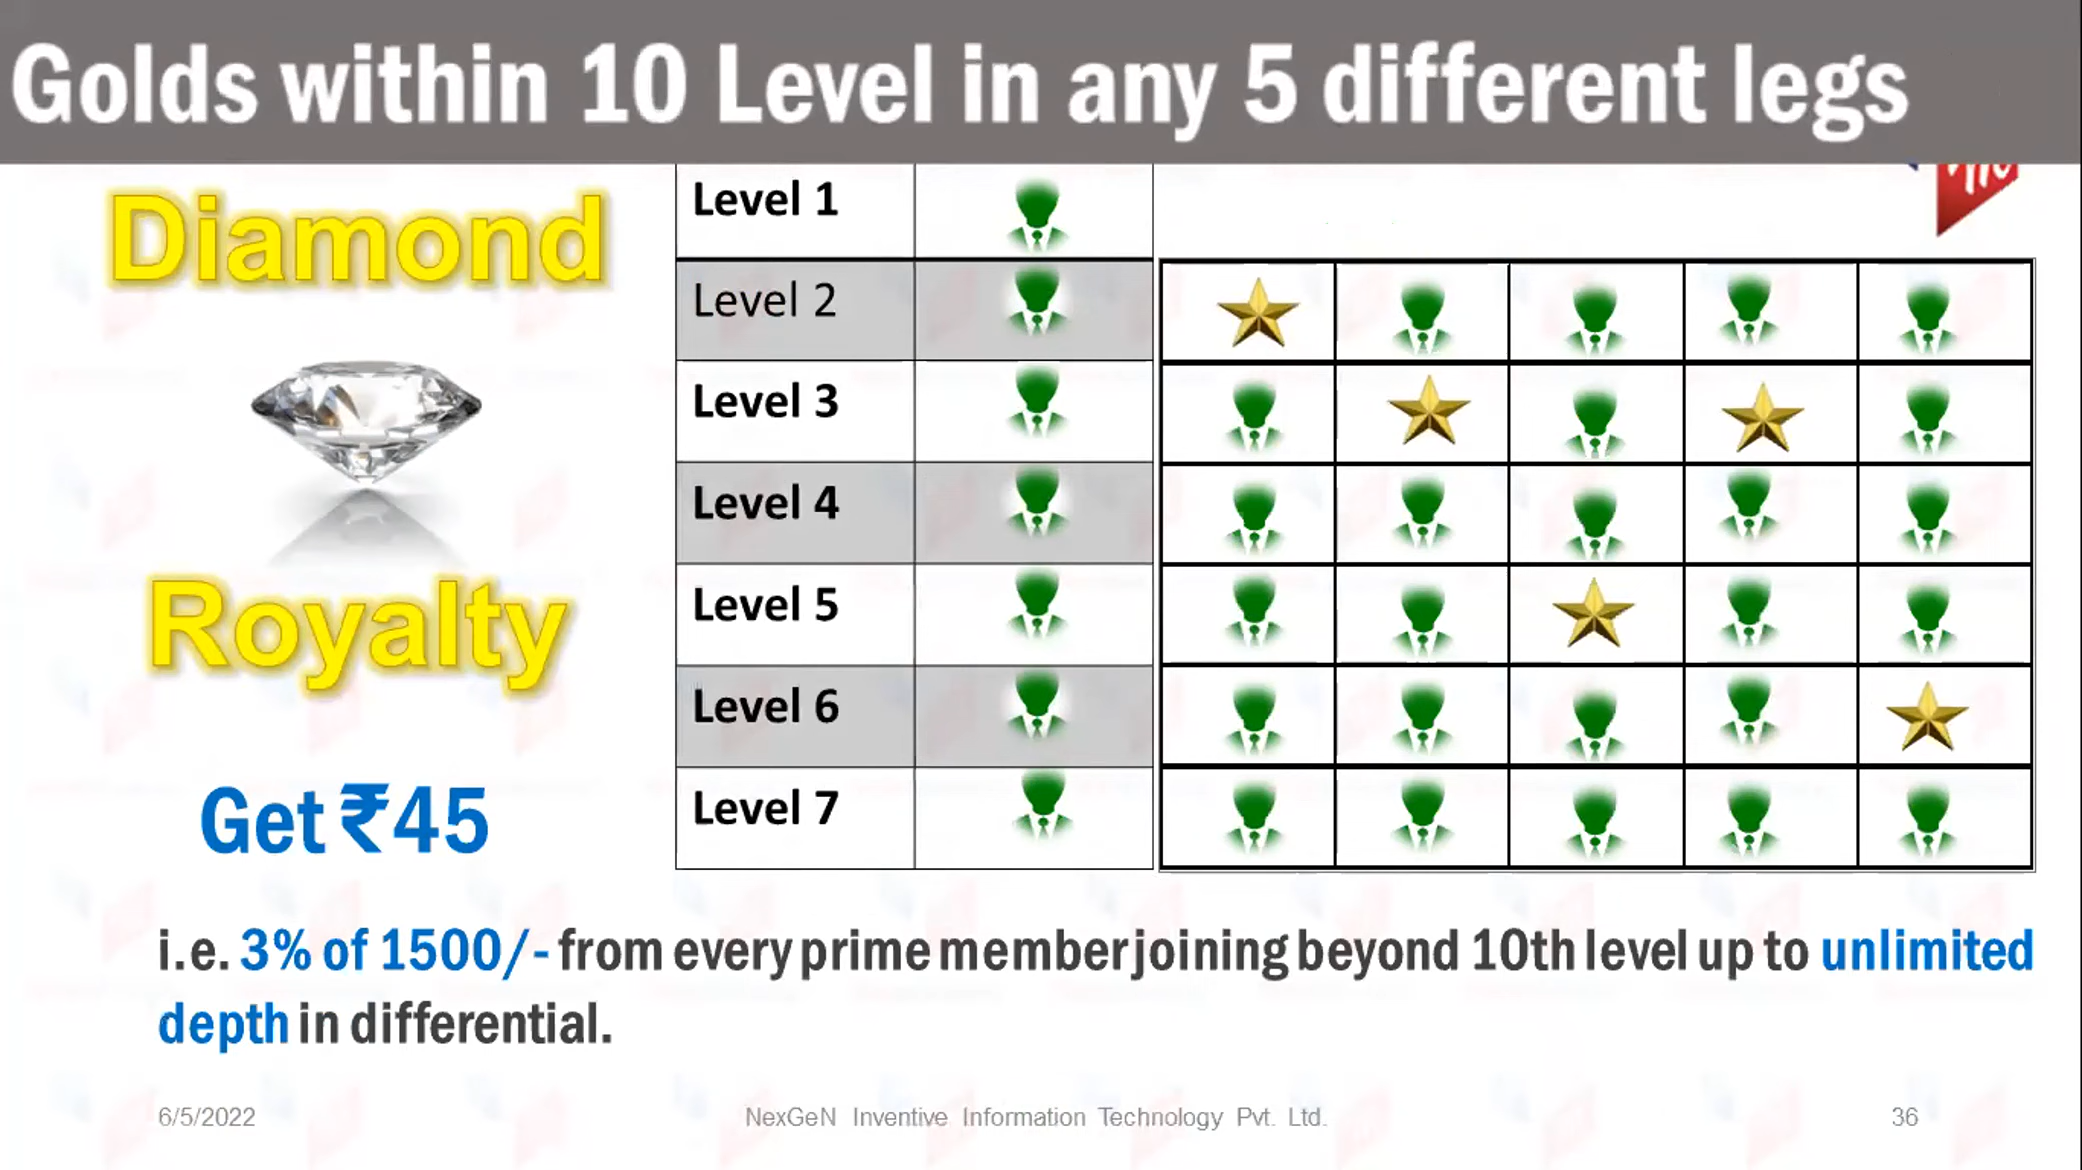 Golds within 10 Level in any 5 different legs
Diamond
Royalty
Get ₹45
Level 1
Level 2
Level 3
Level 4
Level 5
Level 6
Level 7
i.e. 3% of 1500/- from every prime member joining beyond 10th level up to unlimited
depth in differential.
6/5/2022
NexGeN Inventive Information Technology Pvt. Ltd.
36